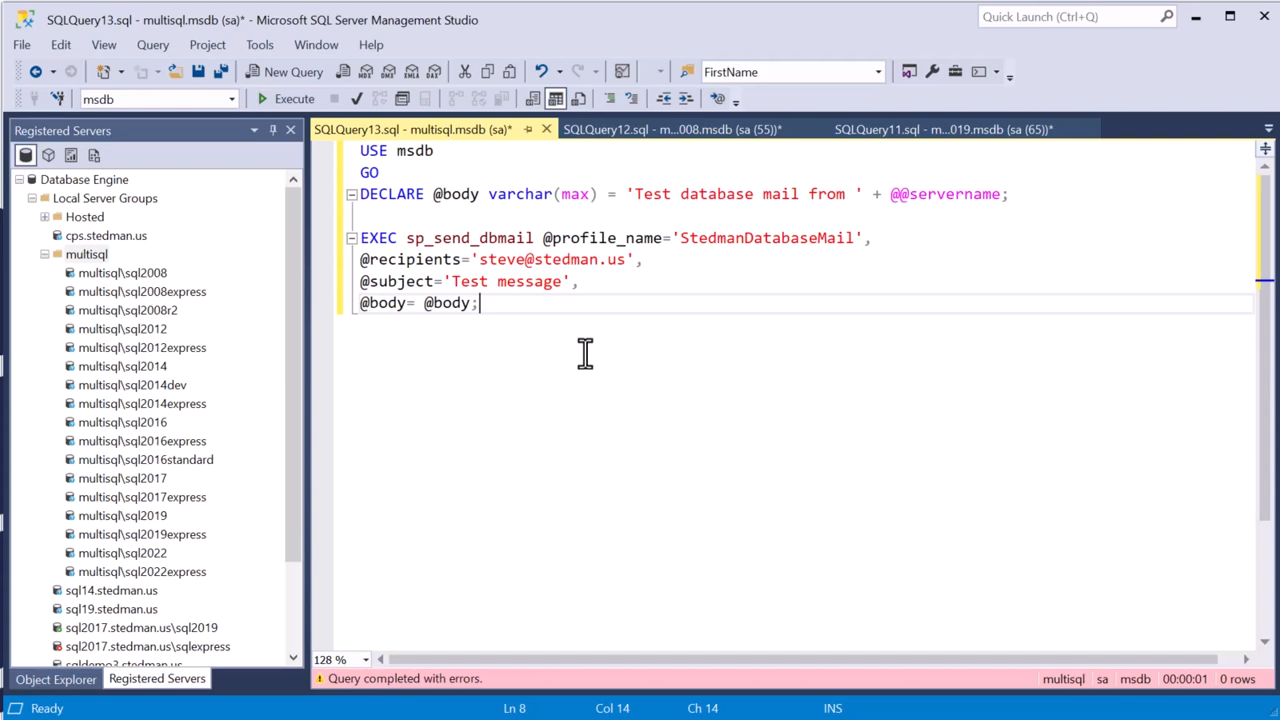 SQLQuery13.sql - multisql.msdb (sa)* - Microsoft SQL Server Management Studio
Quick Launch (Ctrl+Q)
File Edit View Query Project Tools Window Help
New Query
MDX DMX XMLA DAX
FirstName
msdb
Execute
Registered Servers
SQLQuery13.sql - multisql.msdb (sa)*
SQLQuery12.sql - m...008.msdb (sa (55))*
SQLQuery11.sql - m...019.msdb (sa (65))*
Database Engine
Local Server Groups
Hosted
cps.stedman.us
multisql
multisql\sql2008
multisql\sql2008express
multisql\sql2008r2
multisql\sql2012
multisql\sql2012express
multisql\sql2014
multisql\sql2014dev
multisql\sql2014express
multisql\sql2016
multisql\sql2016express
multisql\sql2016standard
multisql\sql2017
multisql\sql2017express
multisql\sql2019
multisql\sql2019express
multisql\sql2022
multisql\sql2022express
sql14.stedman.us
sql19.stedman.us
sql2017.stedman.us\sql2019
sql2017.stedman.us\sqlexpress
sqldemo3.stedman.us
Object Explorer
Registered Servers
USE msdb
GO
DECLARE @body varchar(max) = 'Test database mail from ' + @@servername;
EXEC sp_send_dbmail @profile_name='StedmanDatabaseMail',
@recipients='steve@stedman.us',
@subject='Test message',
@body= @body;
128 %
Query completed with errors.
multisql sa msdb 00:00:01 0 rows
Ready
Ln 8 Col 14 Ch 14 INS